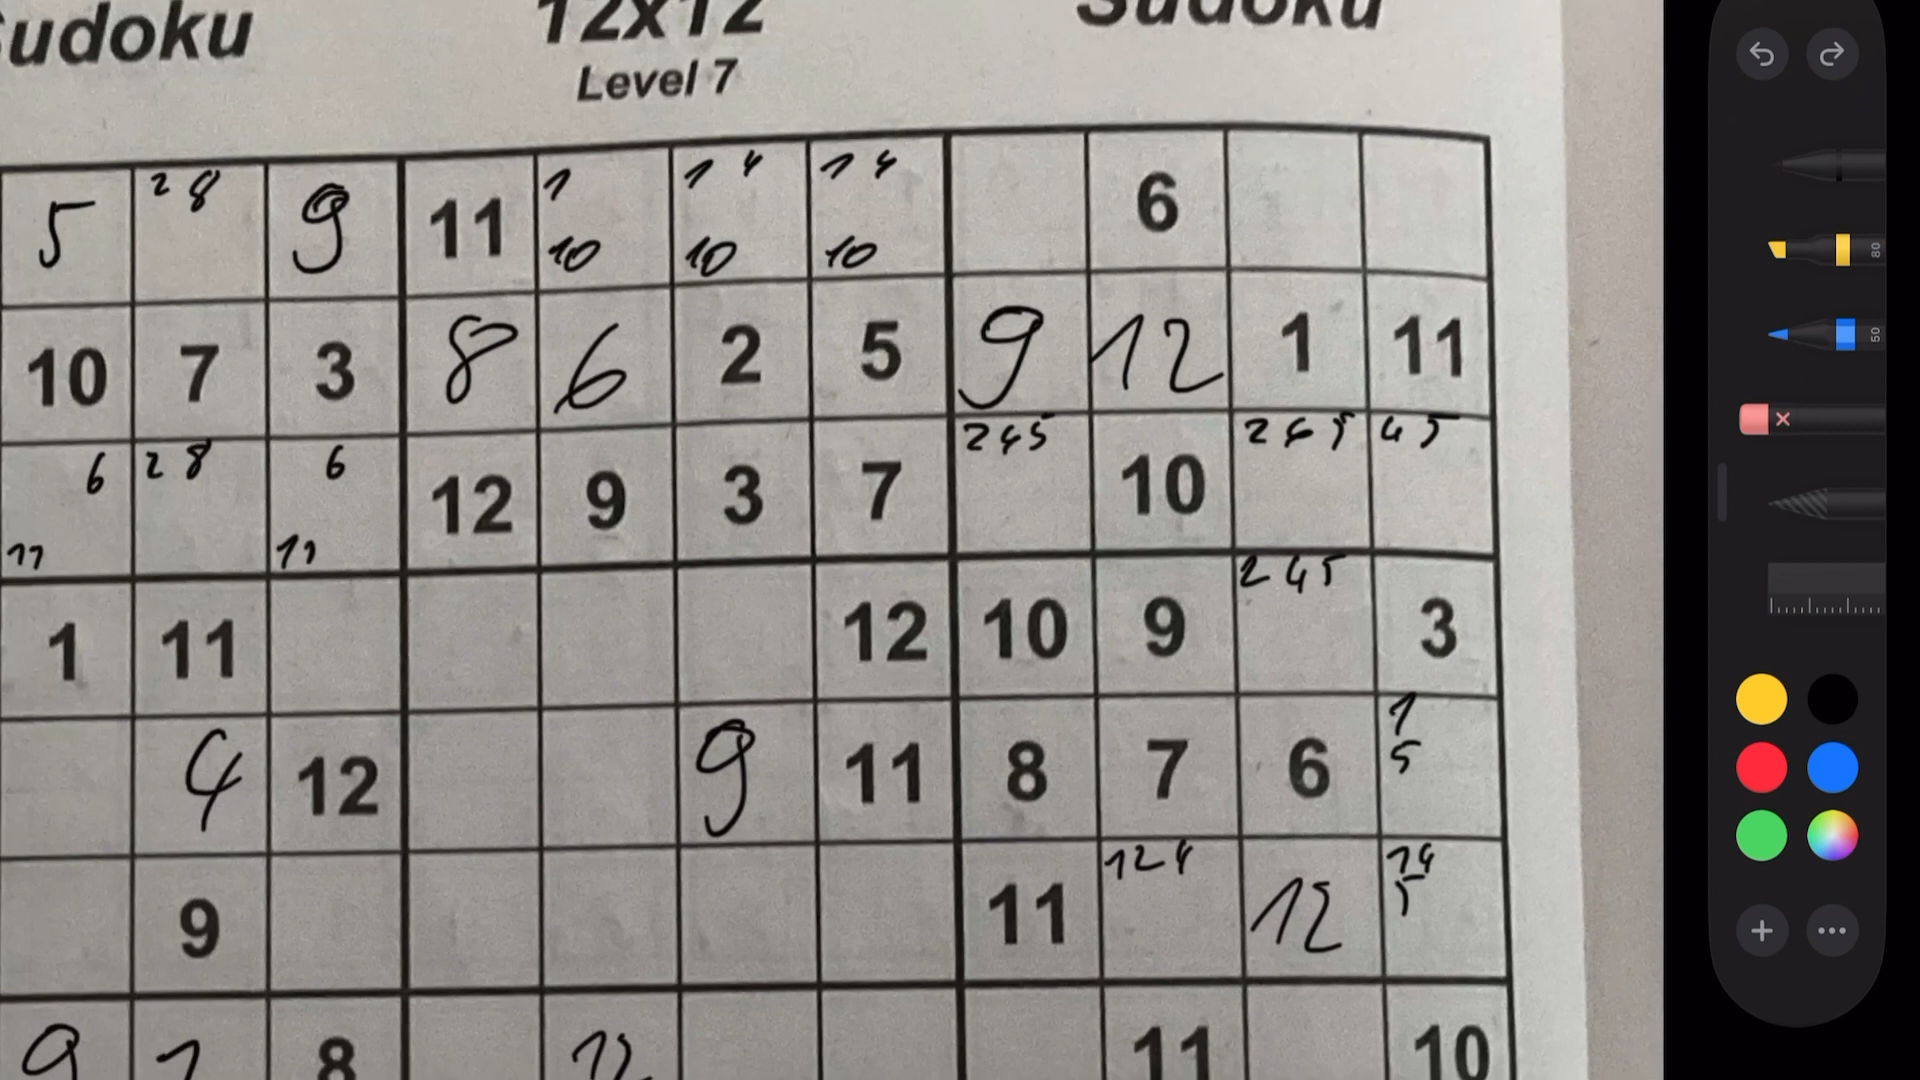 Sudoku 12x12 Sudoku
Level 7
2 8 1 1 4 1 4
5 9 11 6
10 10 10
10 7 3 8 6 2 5 9 12 1 11
6 2 8 6 2 4 5 2 4 5 4 5
12 9 3 7 10
11 11
2 4 5
1 11 12 10 9 3
1
4 12 9 11 8 7 6 5
1 2 4 1 4
9 11 12 5
9 1 8 12 11 10
80
50